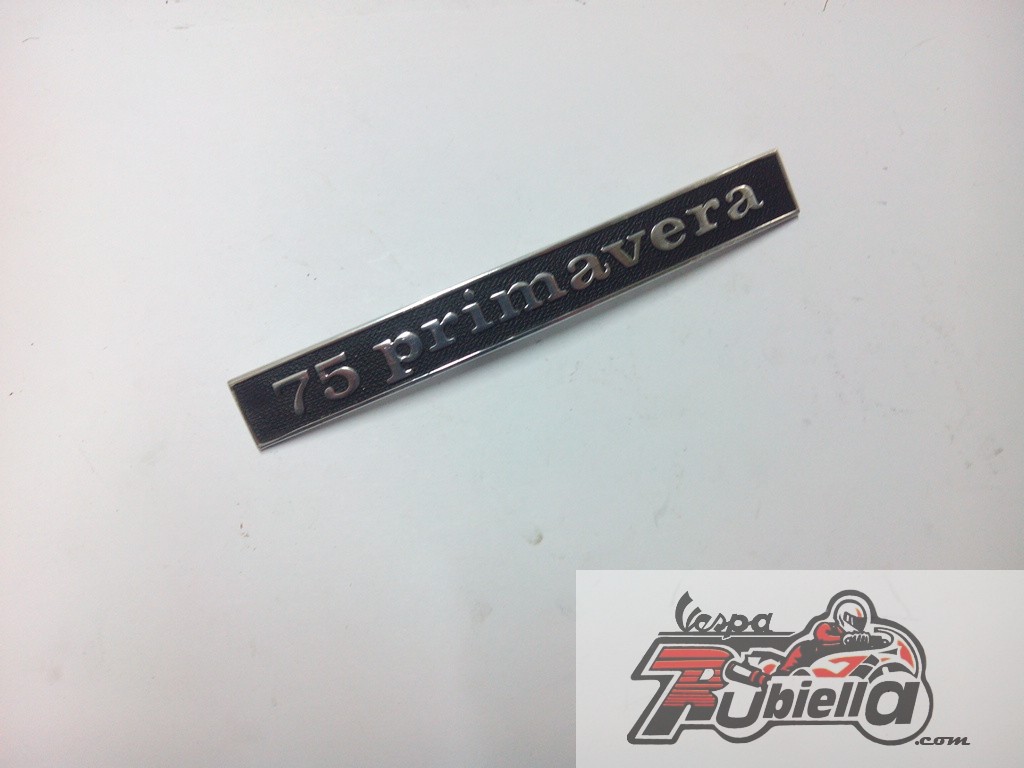 75 primavera
Vespa
Rubiella
.com